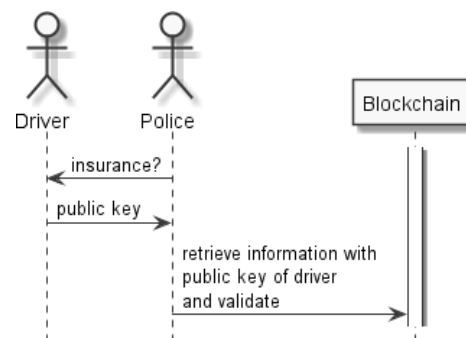 Driver
Police
Blockchain
insurance?
public key
retrieve information with
public key of driver
and validate